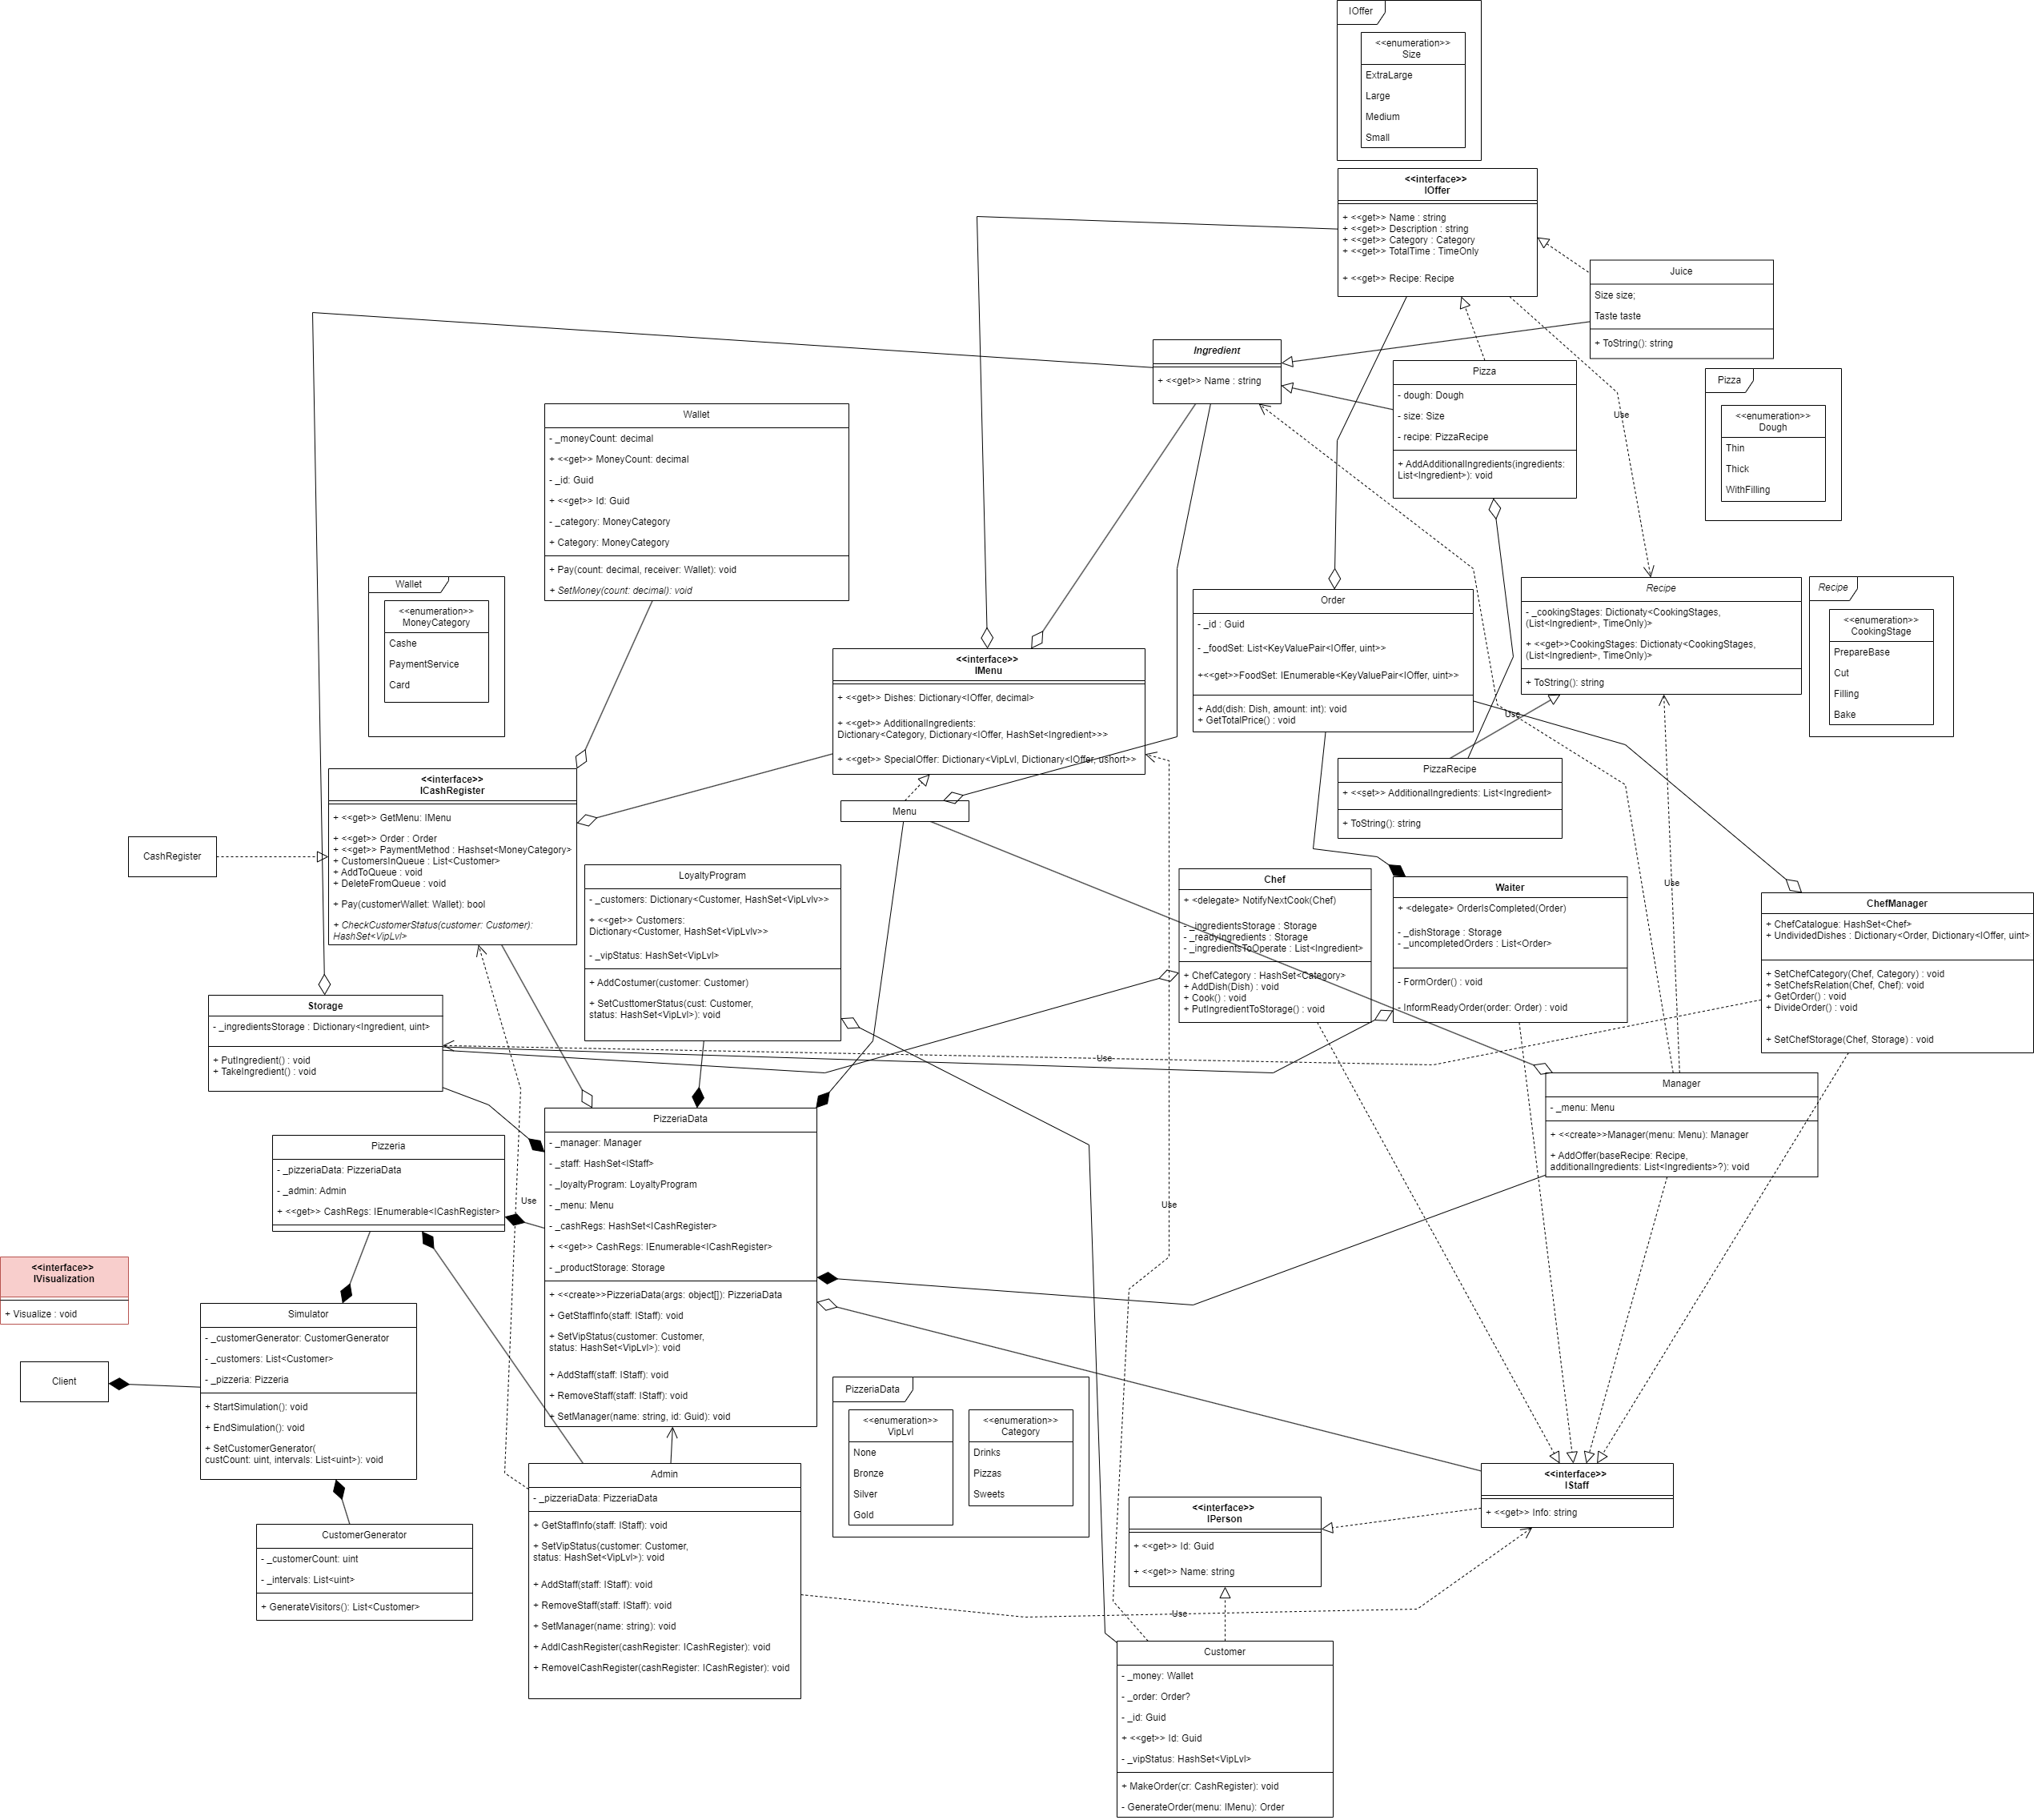 IOffer
<<enumeration>>
Size
ExtraLarge
Large
Medium
Small
<<interface>>
IOffer
+ <<get>> Name : string
+ <<get>> Description : string
+ <<get>> Category : Category
+ <<get>> TotalTime : TimeOnly
+ <<get>> Recipe: Recipe
Juice
Size size;
Taste taste
+ ToString(): string
Ingredient
+ <<get>> Name : string
Pizza
- dough: Dough
- size: Size
- recipe: PizzaRecipe
+ AddAdditionalIngredients(ingredients:
List<Ingredient>): void
Pizza
<<enumeration>>
Dough
Thin
Thick
WithFilling
Use
Wallet
- _moneyCount: decimal
+ <<get>> MoneyCount: decimal
- _id: Guid
+ <<get>> Id: Guid
- _category: MoneyCategory
+ Category: MoneyCategory
+ Pay(count: decimal, receiver: Wallet): void
+ SetMoney(count: decimal): void
Wallet
<<enumeration>>
MoneyCategory
Cashe
PaymentService
Card
Order
- _id : Guid
- _foodSet: List<KeyValuePair<IOffer, uint>>
+<<get>>FoodSet: IEnumerable<KeyValuePair<IOffer, uint>>
+ Add(dish: Dish, amount: int): void
+ GetTotalPrice() : void
Recipe
- _cookingStages: Dictionaty<CookingStages,
(List<Ingredient>, TimeOnly)>
+ <<get>>CookingStages: Dictionaty<CookingStages,
(List<Ingredient>, TimeOnly)>
+ ToString(): string
Recipe
<<enumeration>>
CookingStage
PrepareBase
Cut
Filling
Bake
<<interface>>
IMenu
+ <<get>> Dishes: Dictionary<IOffer, decimal>
+ <<get>> AdditionalIngredients:
Dictionary<Category, Dictionary<IOffer, HashSet<Ingredient>>>
+ <<get>> SpecialOffer: Dictionary<VipLvl, Dictionary<IOffer, ushort>>
Use
Menu
PizzaRecipe
+ <<set>> AdditionalIngredients: List<Ingredient>
+ ToString(): string
<<interface>>
ICashRegister
+ <<get>> GetMenu: IMenu
+ <<get>> Order : Order
+ <<get>> PaymentMethod : Hashset<MoneyCategory>
+ CustomersInQueue : List<Customer>
+ AddToQueue : void
+ DeleteFromQueue : void
+ Pay(customerWallet: Wallet): bool
+ CheckCustomerStatus(customer: Customer):
HashSet<VipLvl>
CashRegister
LoyaltyProgram
- _customers: Dictionary<Customer, HashSet<VipLvlv>>
+ <<get>> Customers:
Dictionary<Customer, HashSet<VipLvlv>>
- _vipStatus: HashSet<VipLvl>
+ AddCostumer(customer: Customer)
+ SetCusttomerStatus(cust: Customer,
status: HashSet<VipLvl>): void
Chef
+ <delegate> NotifyNextCook(Chef)
- _ingredientsStorage : Storage
- _readyIngredients : Storage
- _ingredientsToOperate : List<Ingredient>
+ ChefCategory : HashSet<Category>
+ AddDish(Dish) : void
+ Cook() : void
+ PutIngredientToStorage() : void
Waiter
+ <delegate> OrderIsCompleted(Order)
- _dishStorage : Storage
- _uncompletedOrders : List<Order>
- FormOrder() : void
- InformReadyOrder(order: Order) : void
Use
ChefManager
+ ChefCatalogue : HashSet<Chef>
+ UndividedDishes : Dictionary<Order, Dictionary<IOffer, uint>
+ SetChefCategory(Chef, Category) : void
+ SetChefsRelation(Chef, Chef): void
+ GetOrder() : void
+ DivideOrder() : void
+ SetChefStorage(Chef, Storage) : void
Storage
- _ingredientsStorage : Dictionary<Ingredient, uint>
+ PutIngredient() : void
+ TakeIngredient() : void
Use
Manager
- _menu: Menu
+ <<create>>Manager(menu: Menu): Manager
+ AddOffer(baseRecipe: Recipe,
additionalIngredients: List<Ingredients>?): void
Pizzeria
- _pizzeriaData: PizzeriaData
- _admin: Admin
+ <<get>> CashRegs: IEnumerable<ICashRegister>
Use
Use
PizzeriaData
- _manager: Manager
- _staff: HashSet<IStaff>
- _loyaltyProgram: LoyaltyProgram
- _menu: Menu
- _cashRegs: HashSet<ICashRegister>
+ <<get>> CashRegs: IEnumerable<ICashRegister>
- _productStorage: Storage
+ <<create>>PizzeriaData(args: object[]): PizzeriaData
+ GetStaffInfo(staff: IStaff): void
+ SetVipStatus(customer: Customer,
status: HashSet<VipLvl>): void
+ AddStaff(staff: IStaff): void
+ RemoveStaff(staff: IStaff): void
+ SetManager(name: string, id: Guid): void
<<interface>>
IVisualization
+ Visualize : void
Simulator
- _customerGenerator: CustomerGenerator
- _customers: List<Customer>
- _pizzeria: Pizzeria
+ StartSimulation(): void
+ EndSimulation(): void
+ SetCustomerGenerator(
custCount: uint, intervals: List<uint>): void
Client
PizzeriaData
<<enumeration>>
VipLvl
None
Bronze
Silver
Gold
<<enumeration>>
Category
Drinks
Pizzas
Sweets
Admin
- _pizzeriaData: PizzeriaData
+ GetStaffInfo(staff: IStaff): void
+ SetVipStatus(customer: Customer,
status: HashSet<VipLvl>): void
+ AddStaff(staff: IStaff): void
+ RemoveStaff(staff: IStaff): void
+ SetManager(name: string): void
+ AddICashRegister(cashRegister: ICashRegister): void
+ RemoveICashRegister(cashRegister: ICashRegister): void
CustomerGenerator
- _customerCount: uint
- _intervals: List<uint>
+ GenerateVisitors(): List<Customer>
<<interface>>
IStaff
+ <<get>> Info: string
<<interface>>
IPerson
+ <<get>> Id: Guid
+ <<get>> Name: string
Use
Customer
- _money: Wallet
- _order: Order?
- _id: Guid
+ <<get>> Id: Guid
- _vipStatus: HashSet<VipLvl>
+ MakeOrder(cr: CashRegister): void
- GenerateOrder(menu: IMenu): Order